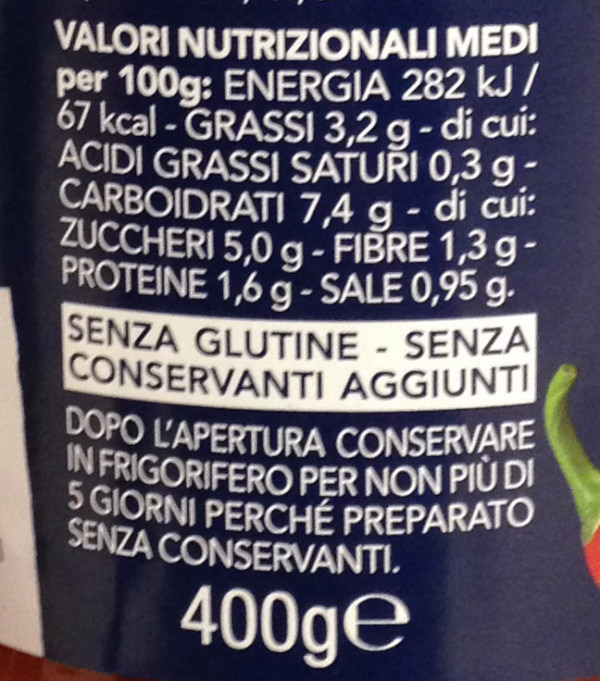 VALORI NUTRIZIONALI MEDI
per 100g: ENERGIA 282 kJ /
67 kcal - GRASSI 3,2 g - di cui:
ACIDI GRASSI SATURI 0,3 g -
CARBOIDRATI 7,4 g - di cui:
ZUCCHERI 5,0 g - FIBRE 1,3 g -
PROTEINE 1,6 g - SALE 0,95 g.
SENZA GLUTINE - SENZA
CONSERVANTI AGGIUNTI
DOPO L'APERTURA CONSERVARE
IN FRIGORIFERO PER NON PIÙ DI
5 GIORNI PERCHÉ PREPARATO
SENZA CONSERVANTI.
400g℮